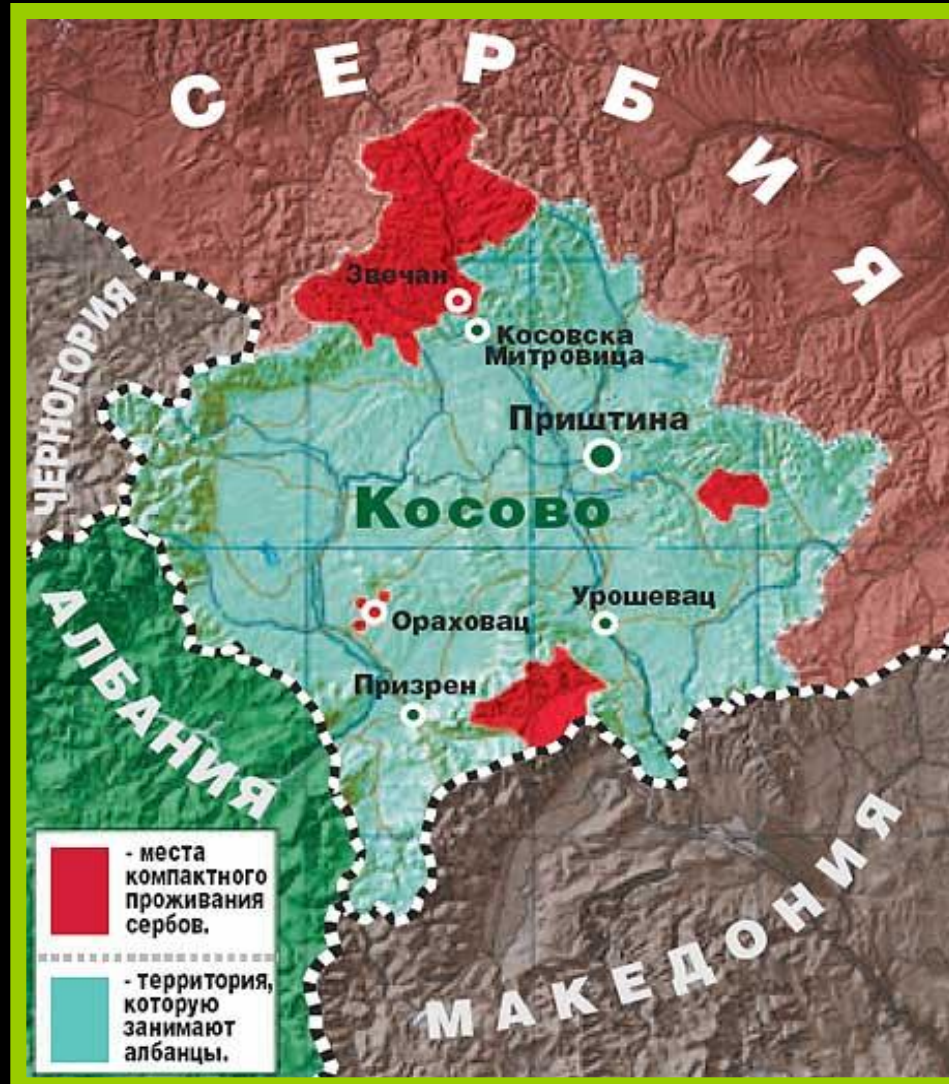 СЕРБИЯ
Звечан
Косовска
Митровица
ЧЕРНОГОРИЯ
Приштина
Косово
Урошевац
Ораховац
Призрен
АЛБАНИЯ
МАКЕДОНИЯ
- места
компактного
проживания
сербов.
- территория,
которую
занимают
албанцы.